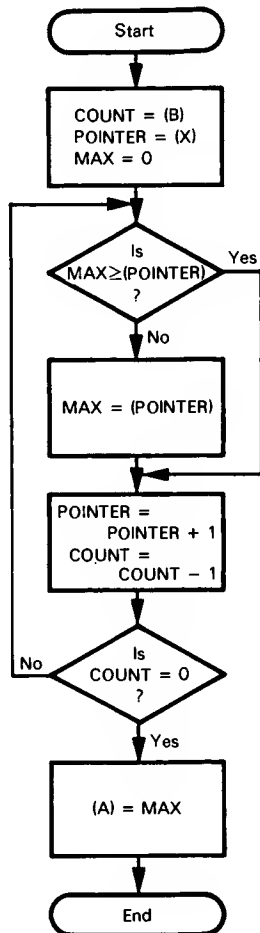 Start
COUNT = (B)
POINTER = (X)
MAX = 0
Is
MAX≥(POINTER)
?
Yes
No
MAX = (POINTER)
POINTER =
POINTER + 1
COUNT =
COUNT − 1
Is
COUNT = 0
?
No
Yes
(A) = MAX
End